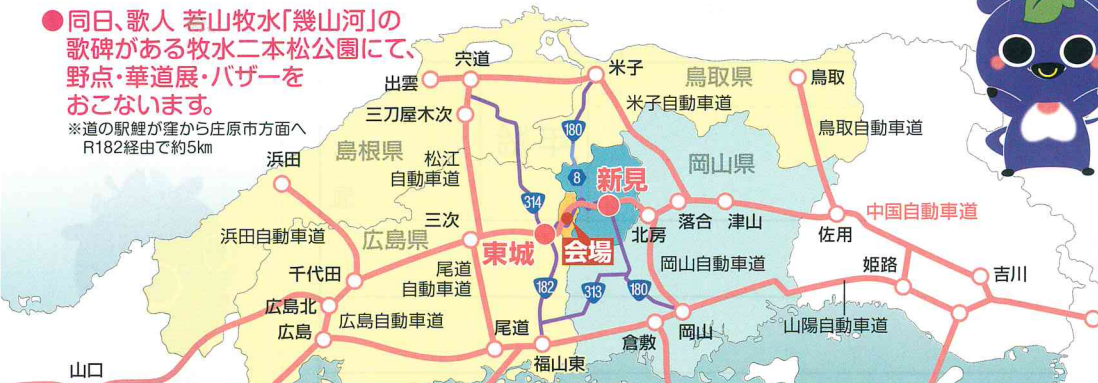 ●同日、歌人 若山牧水「幾山河」の
歌碑がある牧水二本松公園にて、
野点・華道展・バザーを
おこないます。
※道の駅鯉が窪から庄原市方面へ
R182経由で約5km
出雲
宍道
米子
鳥取県
鳥取
三刀屋木次
180
米子自動車道
鳥取自動車道
浜田
島根県
松江
自動車道
8
新見
岡山県
314
三次
東城
会場
北房
落合
津山
佐用
中国自動車道
浜田自動車道
広島県
千代田
尾道
自動車道
182
313
180
岡山自動車道
姫路
吉川
広島北
広島
広島自動車道
尾道
福山東
倉敷
岡山
山陽自動車道
山口